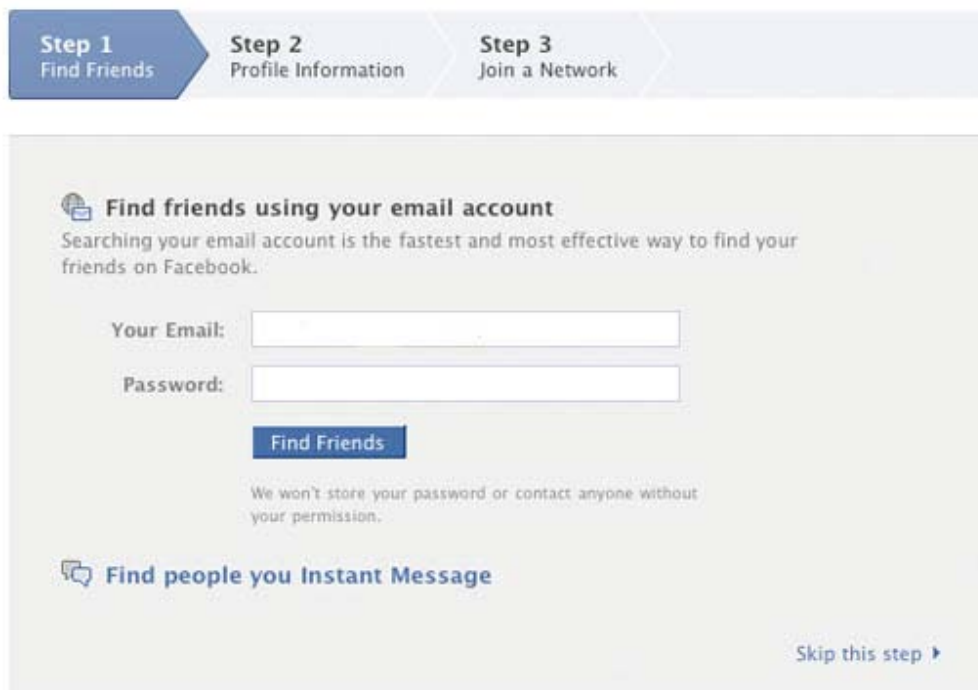 Step 1
Find Friends
Step 2
Profile Information
Step 3
Join a Network
Find friends using your email account
Searching your email account is the fastest and most effective way to find your
friends on Facebook.
Your Email:
Password:
Find Friends
We won't store your password or contact anyone without
your permission.
Find people you Instant Message
Skip this step